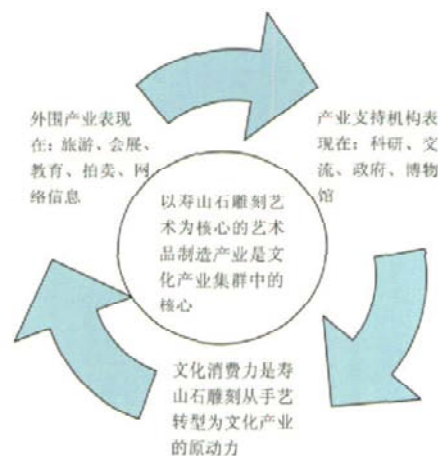 外围产业表现
在：旅游、会展、
教育、拍卖、网
络信息
产业支持机构表
现在：科研、文
流、政府、博物
馆
以寿山石雕刻艺
术为核心的艺术
品制造产业是文
化产业集群中的
核心
文化消费力是寿
山石雕刻从手艺
转型为文化产业
的原动力